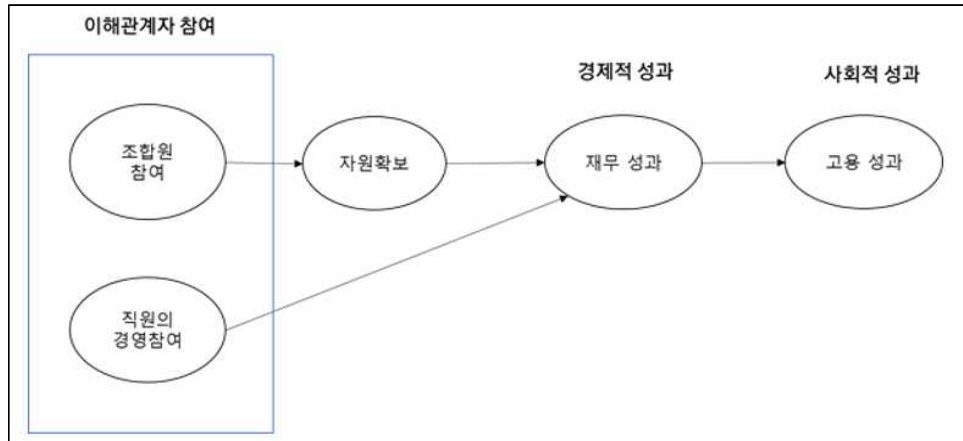 이해관계자 참여
경제적 성과
사회적 성과
조합원
참여
자원확보
재무 성과
고용 성과
직원의
경영참여